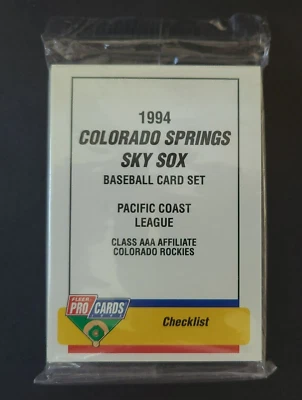 1994
COLORADO SPRINGS
SKY SOX
BASEBALL CARD SET
PACIFIC COAST
LEAGUE
CLASS AAA AFFILIATE
COLORADO ROCKIES
FLEER
PRO CARDS
Checklist